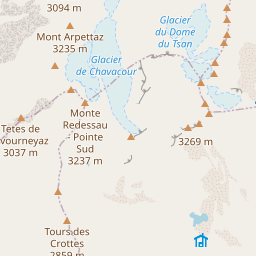 3094 m
Mont Arpettaz
3235 m
Glacier
du Dome
du Tsan
Glacier
de Chavacour
Monte
Redessau
- Pointe
Sud
3237 m
Tetes de
vourneyaz
3037 m
3269 m
Tours des
Crottes
2859 m